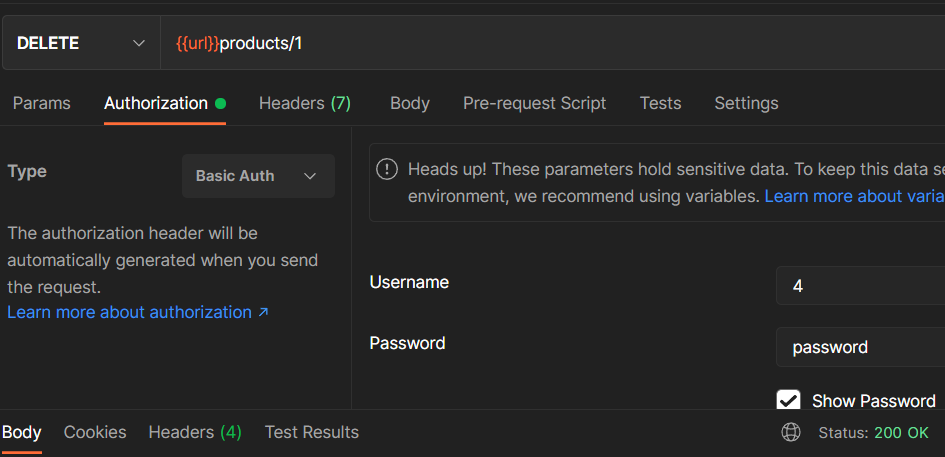 DELETE {{url}}products/1
Params Authorization Headers (7) Body Pre-request Script Tests Settings
Type Basic Auth
The authorization header will be
automatically generated when you send
the request.
Learn more about authorization ↗
Heads up! These parameters hold sensitive data. To keep this data se
environment, we recommend using variables. Learn more about varia
Username 4
Password password
Show Password
Body Cookies Headers (4) Test Results Status: 200 OK